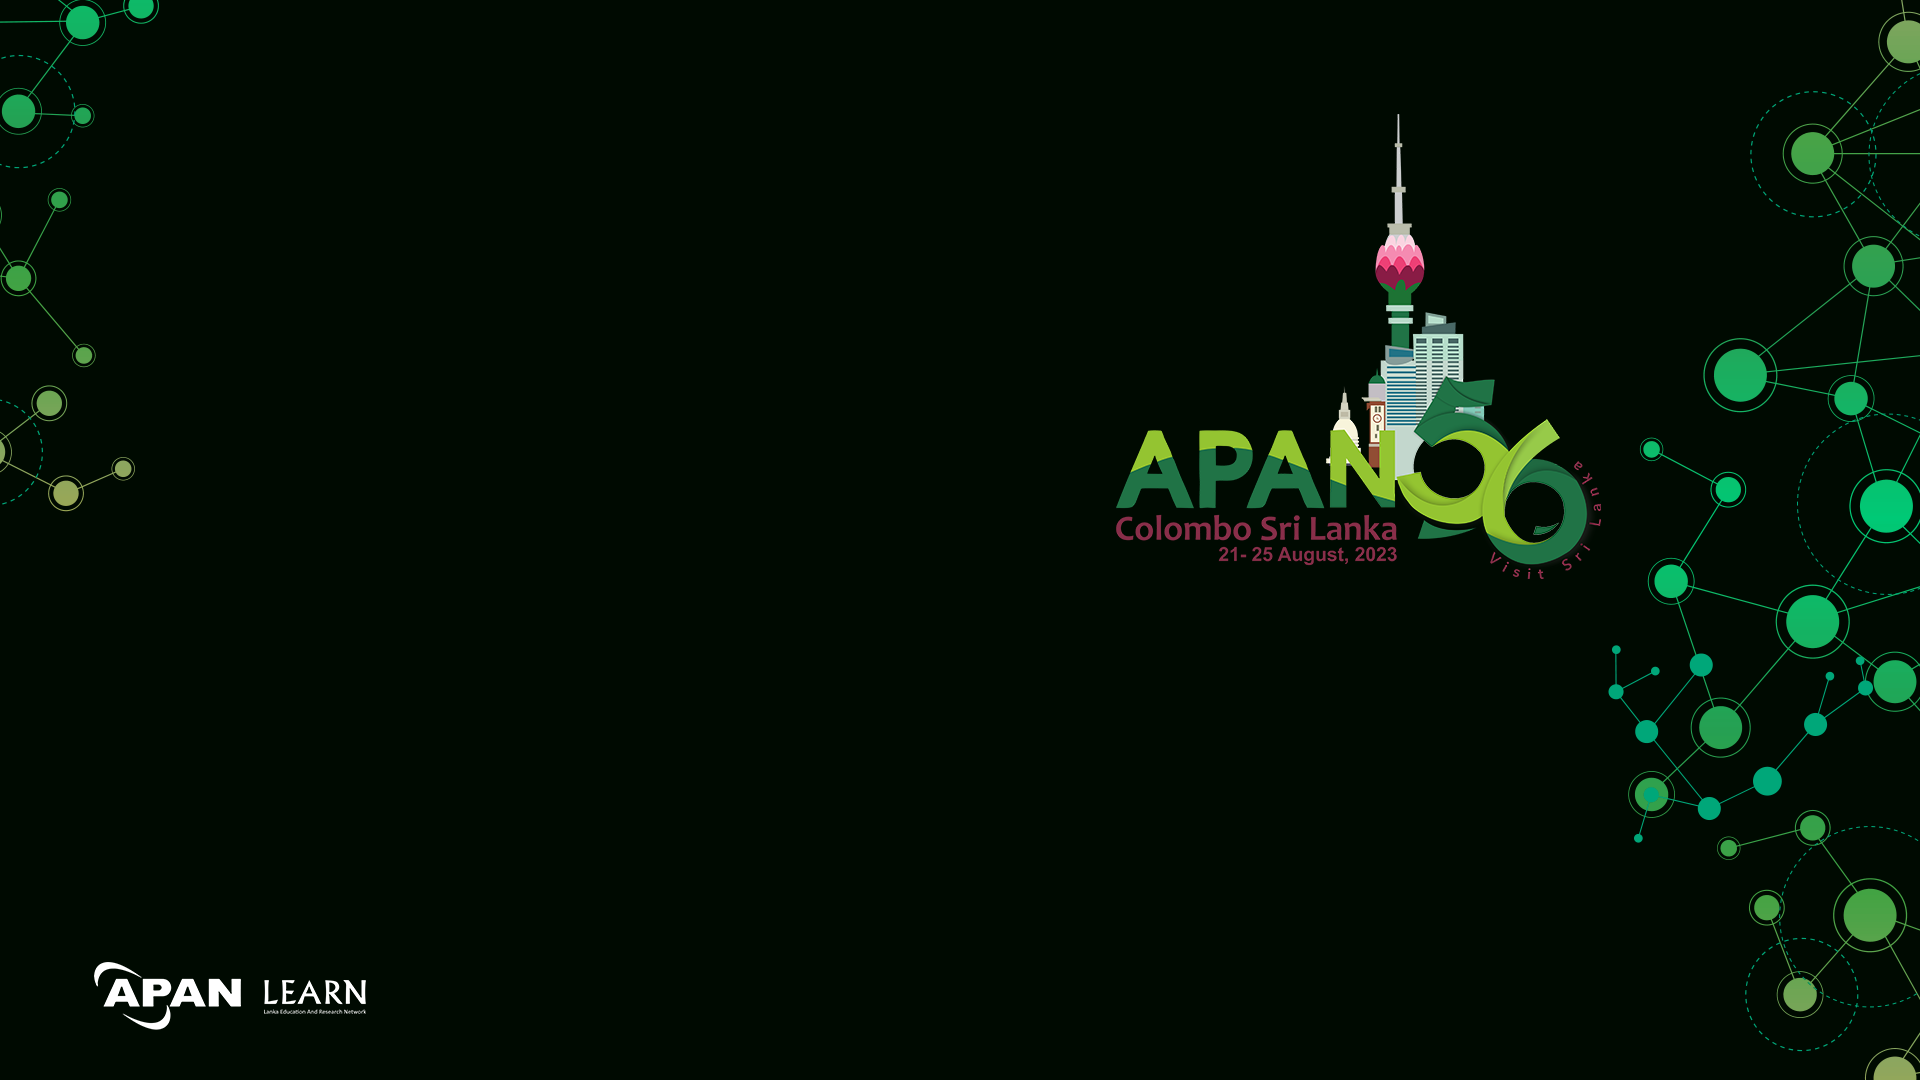 APAN56
Colombo Sri Lanka
21- 25 August, 2023
Visit Sri Lanka
APAN
LEARN
Lanka Education And Research Network